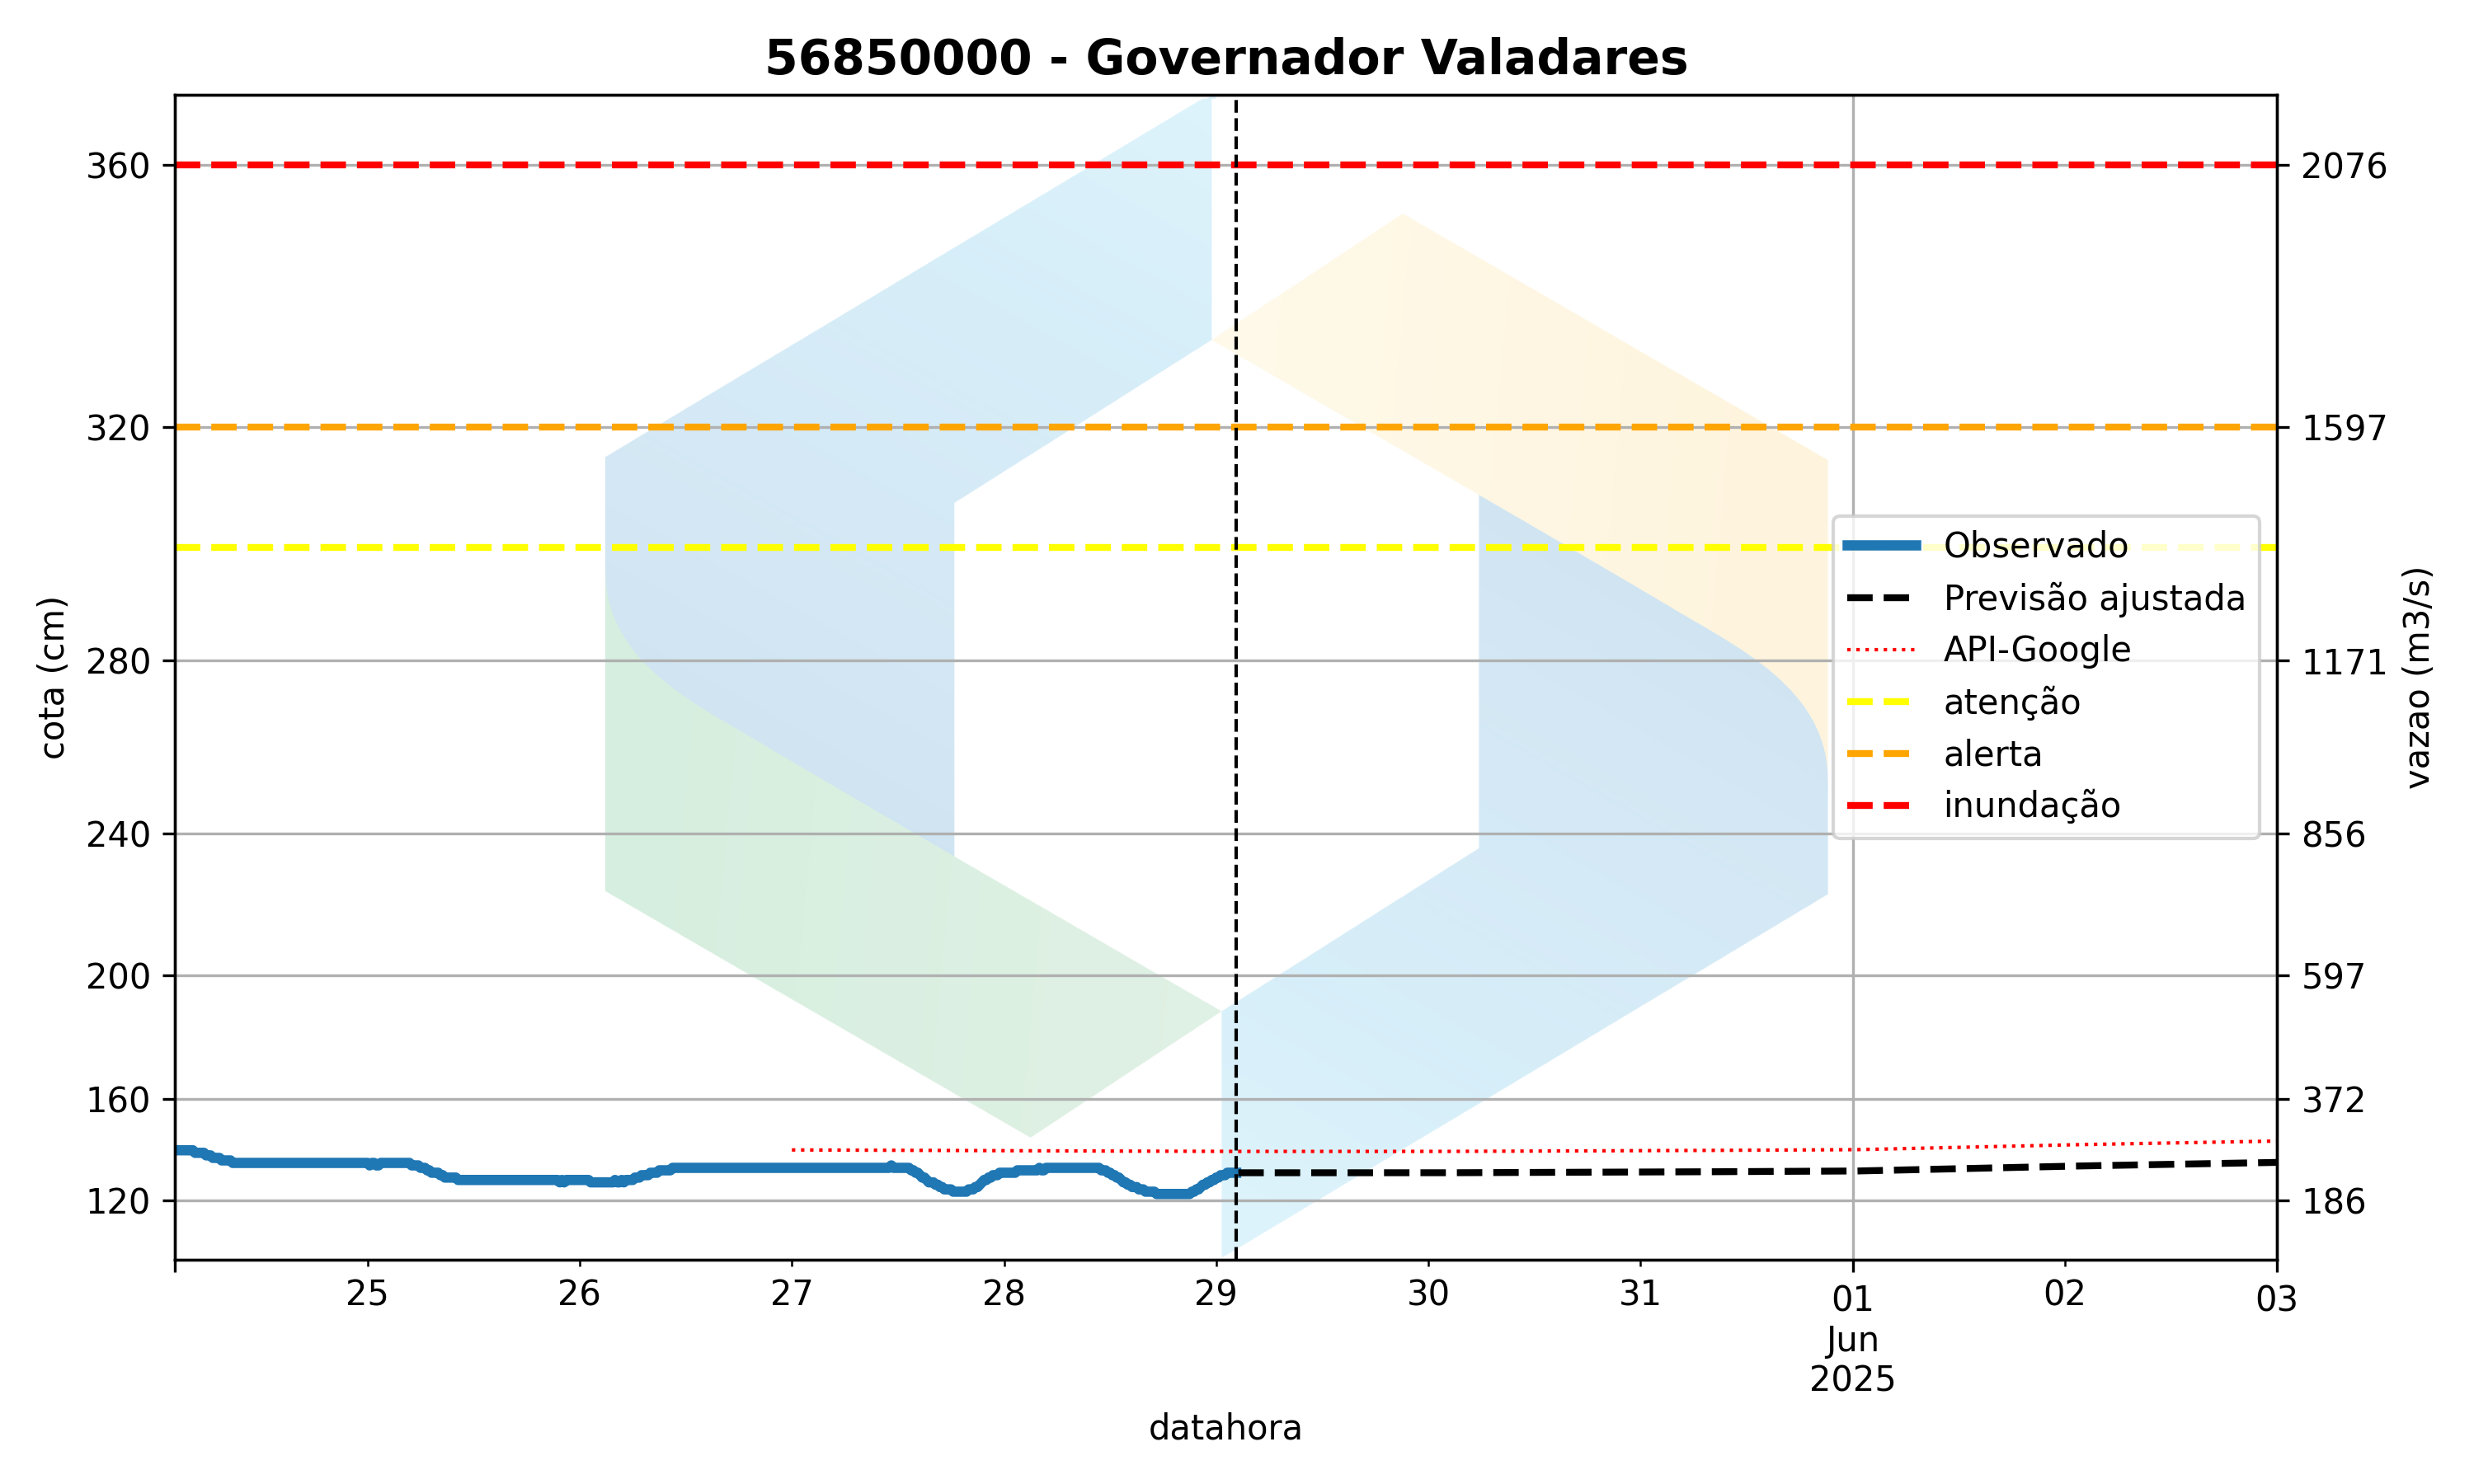 56850000 - Governador Valadares
cota (cm)
360
320
280
240
200
160
120
2076
1597
1171
856
597
372
186
vazao (m3/s)
Observado
Previsão ajustada
API-Google
atenção
alerta
inundação
25 26 27 28 29 30 31 01 02 03
Jun
2025
datahora